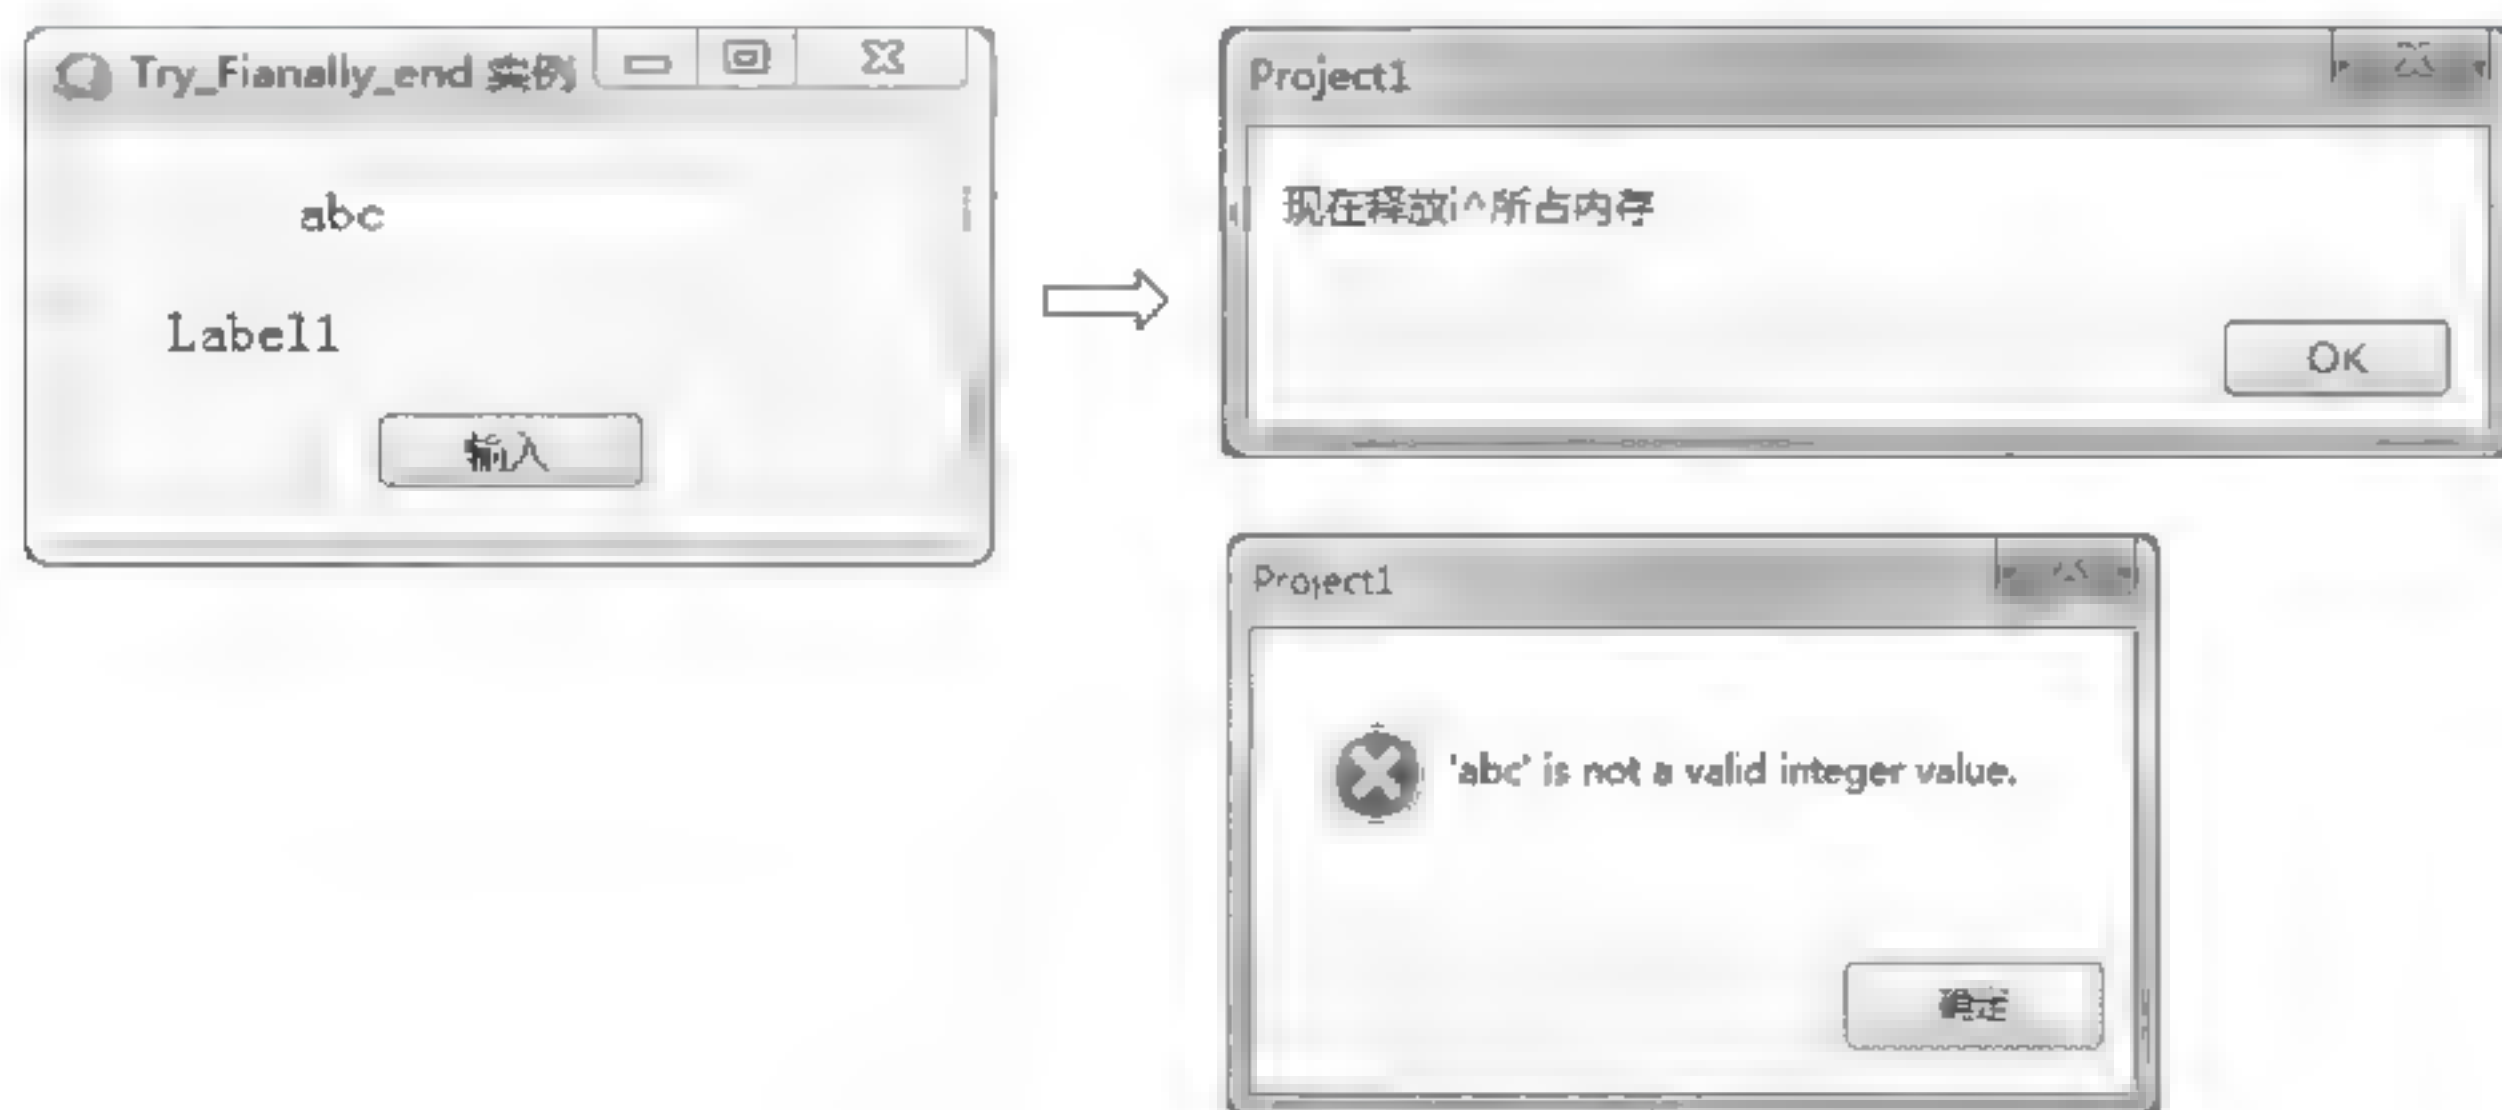 Try_Fianally_end 实例
abc
Label1
输入
Project1
现在释放i^所占内存
OK
Project1
'abc' is not a valid integer value.
确定